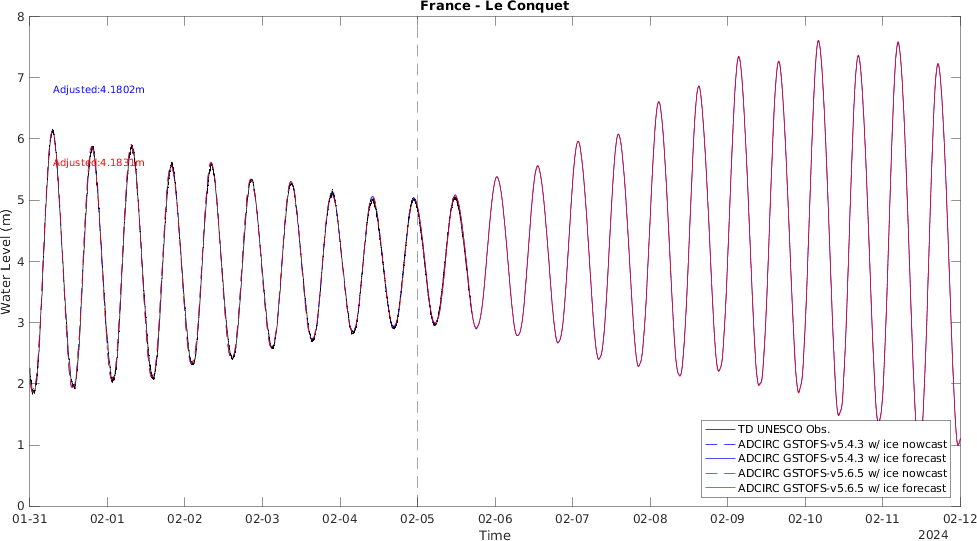 France - Le Conquet
8
7
6
5
4
3
2
1
0
Water Level (m)
Adjusted:4.1802m
Adjusted:4.1831m
TD UNESCO Obs.
ADCIRC GSTOFS-v5.4.3 w/ ice nowcast
ADCIRC GSTOFS-v5.4.3 w/ ice forecast
ADCIRC GSTOFS-v5.6.5 w/ ice nowcast
ADCIRC GSTOFS-v5.6.5 w/ ice forecast
01-31 02-01 02-02 02-03 02-04 02-05 02-06 02-07 02-08 02-09 02-10 02-11 02-12
Time
2024